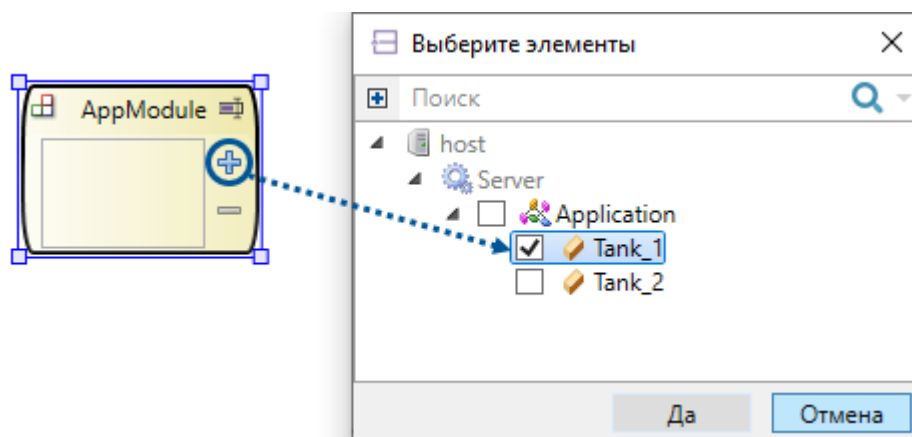 AppModule
Выберите элементы
Поиск
host
Server
Application
Tank_1
Tank_2
Да
Отмена